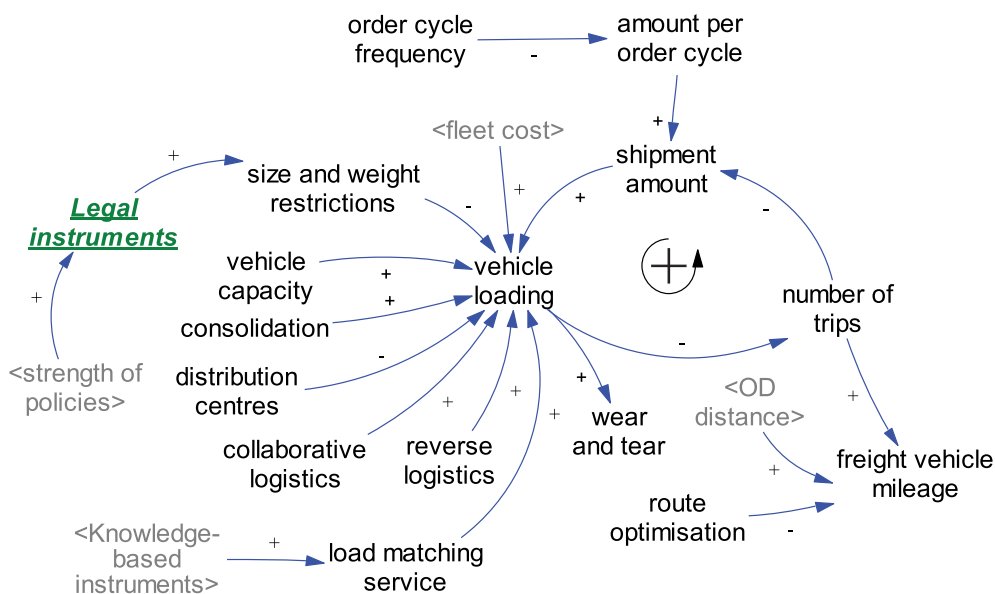 order cycle
frequency
-
amount per
order cycle
+
<fleet cost>
+
shipment
amount
+
-
+
size and weight
restrictions
-
Legal
instruments
+
<strength of
policies>
vehicle
capacity
+
consolidation
+
vehicle
loading
+
number of
trips
-
distribution
centres
-
collaborative
logistics
+
reverse
logistics
+
+
+
wear
and tear
<OD
distance>
+
+
freight vehicle
mileage
route
optimisation
-
<Knowledge-
based
instruments>
+
load matching
service